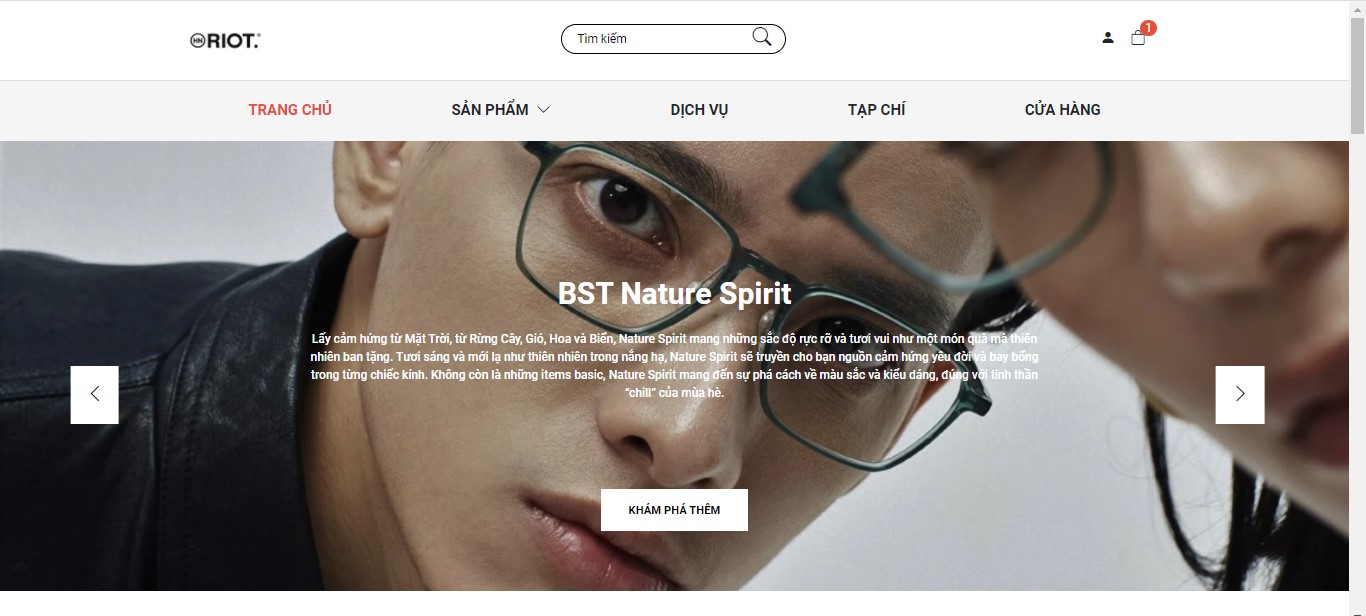 HN RIOT.
Tìm kiếm
1
TRANG CHỦ
SẢN PHẨM
DỊCH VỤ
TẠP CHÍ
CỬA HÀNG
BST Nature Spirit
Lấy cảm hứng từ Mặt Trời, từ Rừng Cây, Gió, Hoa và Biển, Nature Spirit mang những sắc độ rực rỡ và tươi vui như một món quà mà thiên
nhiên ban tặng. Tươi sáng và mới lạ như thiên nhiên trong nắng hạ, Nature Spirit sẽ truyền cho bạn nguồn cảm hứng yêu đời và bay bổng
trong từng chiếc kính. Không còn là những items basic, Nature Spirit mang đến sự phá cách về màu sắc và kiểu dáng, đúng với tinh thần
“chill” của mùa hè.
KHÁM PHÁ THÊM